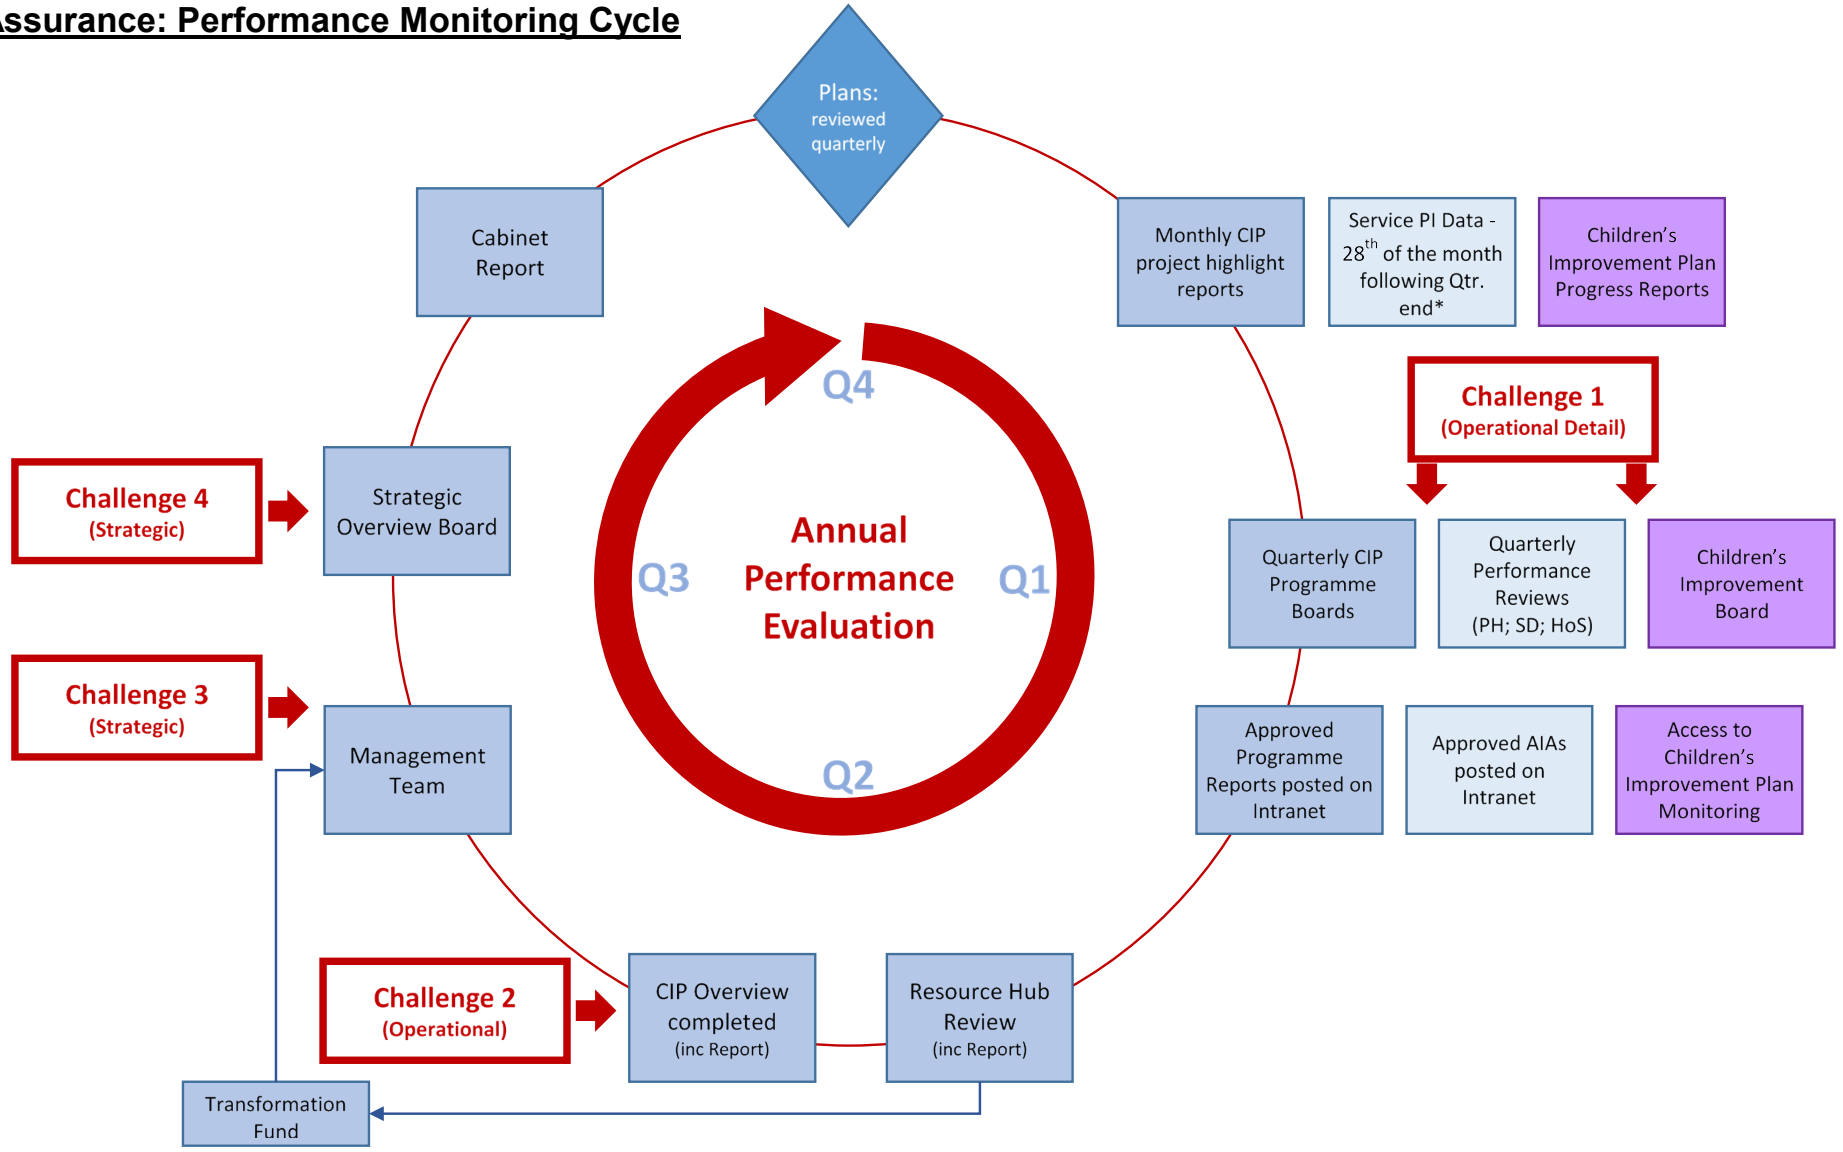 Assurance: Performance Monitoring Cycle
Plans:
reviewed
quarterly
Cabinet
Report
Monthly CIP
project highlight
reports
Service PI Data -
28th of the month
following Qtr.
end*
Children’s
Improvement Plan
Progress Reports
Challenge 1
(Operational Detail)
Q4
Challenge 4
(Strategic)
Strategic
Overview Board
Annual
Performance
Evaluation
Q3
Q1
Quarterly CIP
Programme
Boards
Quarterly
Performance
Reviews
(PH; SD; HoS)
Children’s
Improvement
Board
Challenge 3
(Strategic)
Management
Team
Q2
Approved
Programme
Reports posted on
Intranet
Approved AIAs
posted on
Intranet
Access to
Children’s
Improvement Plan
Monitoring
Challenge 2
(Operational)
CIP Overview
completed
(inc Report)
Resource Hub
Review
(inc Report)
Transformation
Fund